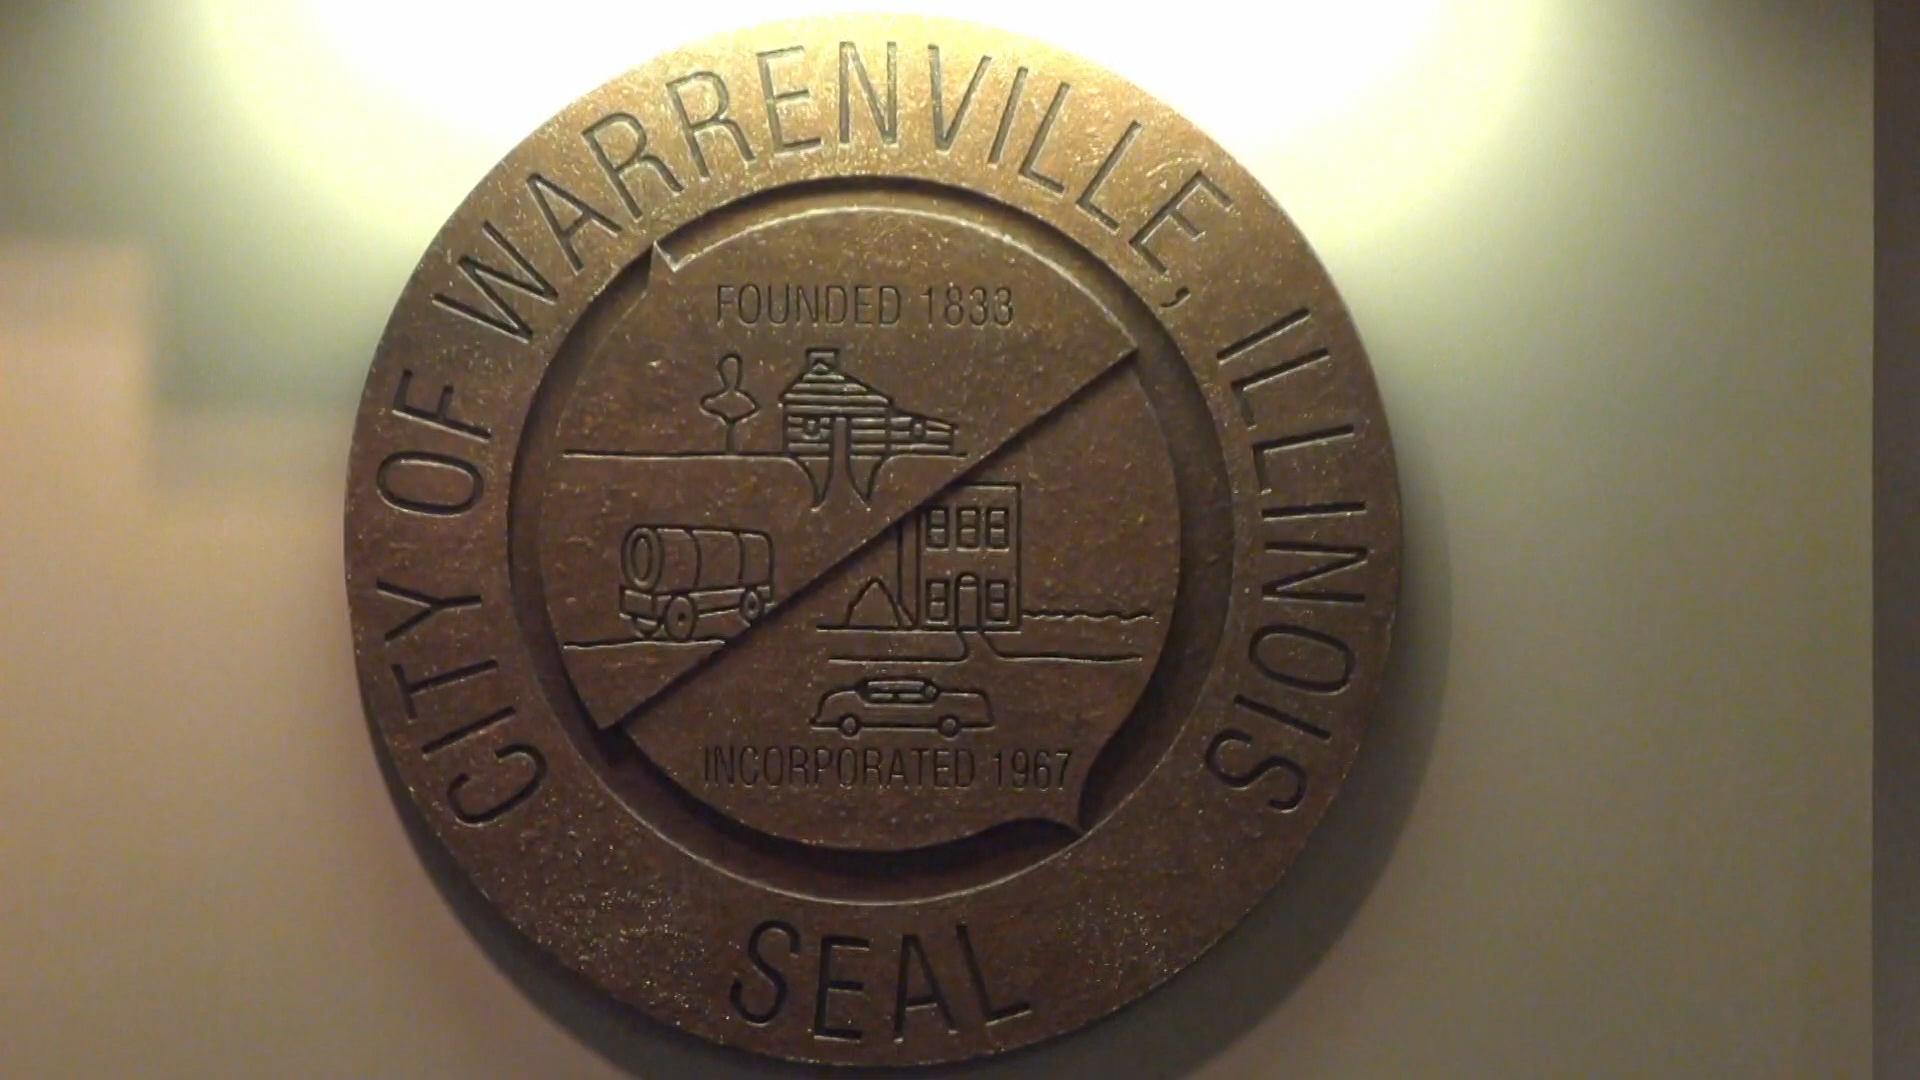 CITY OF WARRENVILLE, ILLINOIS
FOUNDED 1833
INCORPORATED 1967
SEAL